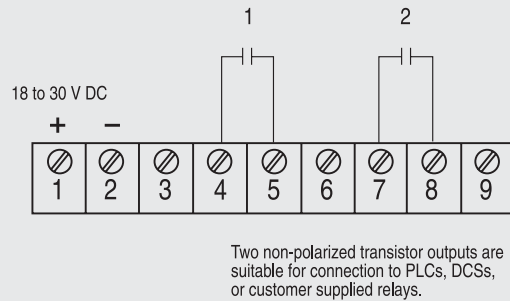 1 2
18 to 30 V DC
+ −
1 2 3 4 5 6 7 8 9
Two non-polarized transistor outputs are
suitable for connection to PLCs, DCSs,
or customer supplied relays.